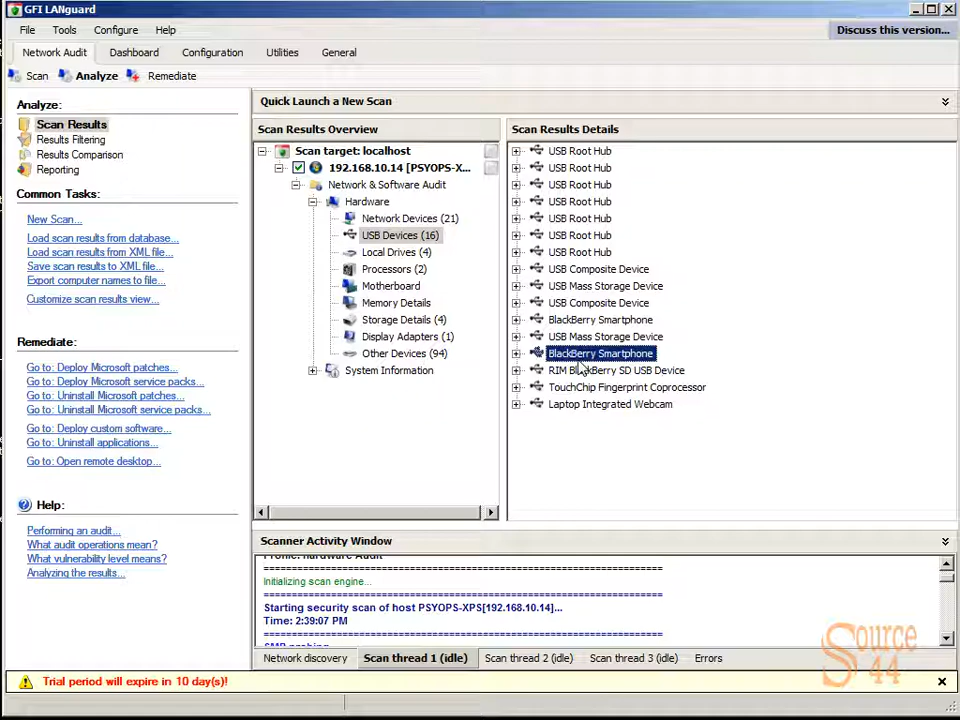 GFI LANguard
File Tools Configure Help
Discuss this version...
Network Audit Dashboard Configuration Utilities General
Scan Analyze Remediate
Analyze:
Scan Results
Results Filtering
Results Comparison
Reporting
Common Tasks:
New Scan...
Load scan results from database...
Load scan results from XML file...
Save scan results to XML file...
Export computer names to file...
Customize scan results view...
Remediate:
Go to: Deploy Microsoft patches...
Go to: Deploy Microsoft service packs...
Go to: Uninstall Microsoft patches...
Go to: Uninstall Microsoft service packs...
Go to: Deploy custom software...
Go to: Uninstall applications...
Go to: Open remote desktop...
Help:
Performing an audit...
What audit operations mean?
What vulnerability level means?
Analyzing the results...
Quick Launch a New Scan
Scan Results Overview
Scan target: localhost
192.168.10.14 [PSYOPS-X...
Network & Software Audit
Hardware
Network Devices (21)
USB Devices (16)
Local Drives (4)
Processors (2)
Motherboard
Memory Details
Storage Details (4)
Display Adapters (1)
Other Devices (94)
System Information
Scan Results Details
USB Root Hub
USB Root Hub
USB Root Hub
USB Root Hub
USB Root Hub
USB Root Hub
USB Root Hub
USB Composite Device
USB Mass Storage Device
USB Composite Device
BlackBerry Smartphone
USB Mass Storage Device
BlackBerry Smartphone
RIM BlackBerry SD USB Device
TouchChip Fingerprint Coprocessor
Laptop Integrated Webcam
Scanner Activity Window
Profile: Hardware Audit
Initializing scan engine...
Starting security scan of host PSYOPS-XPS[192.168.10.14]...
Time: 2:39:07 PM
SMB probing...
Network discovery Scan thread 1 (idle) Scan thread 2 (idle) Scan thread 3 (idle) Errors
Source
44
Trial period will expire in 10 day(s)!